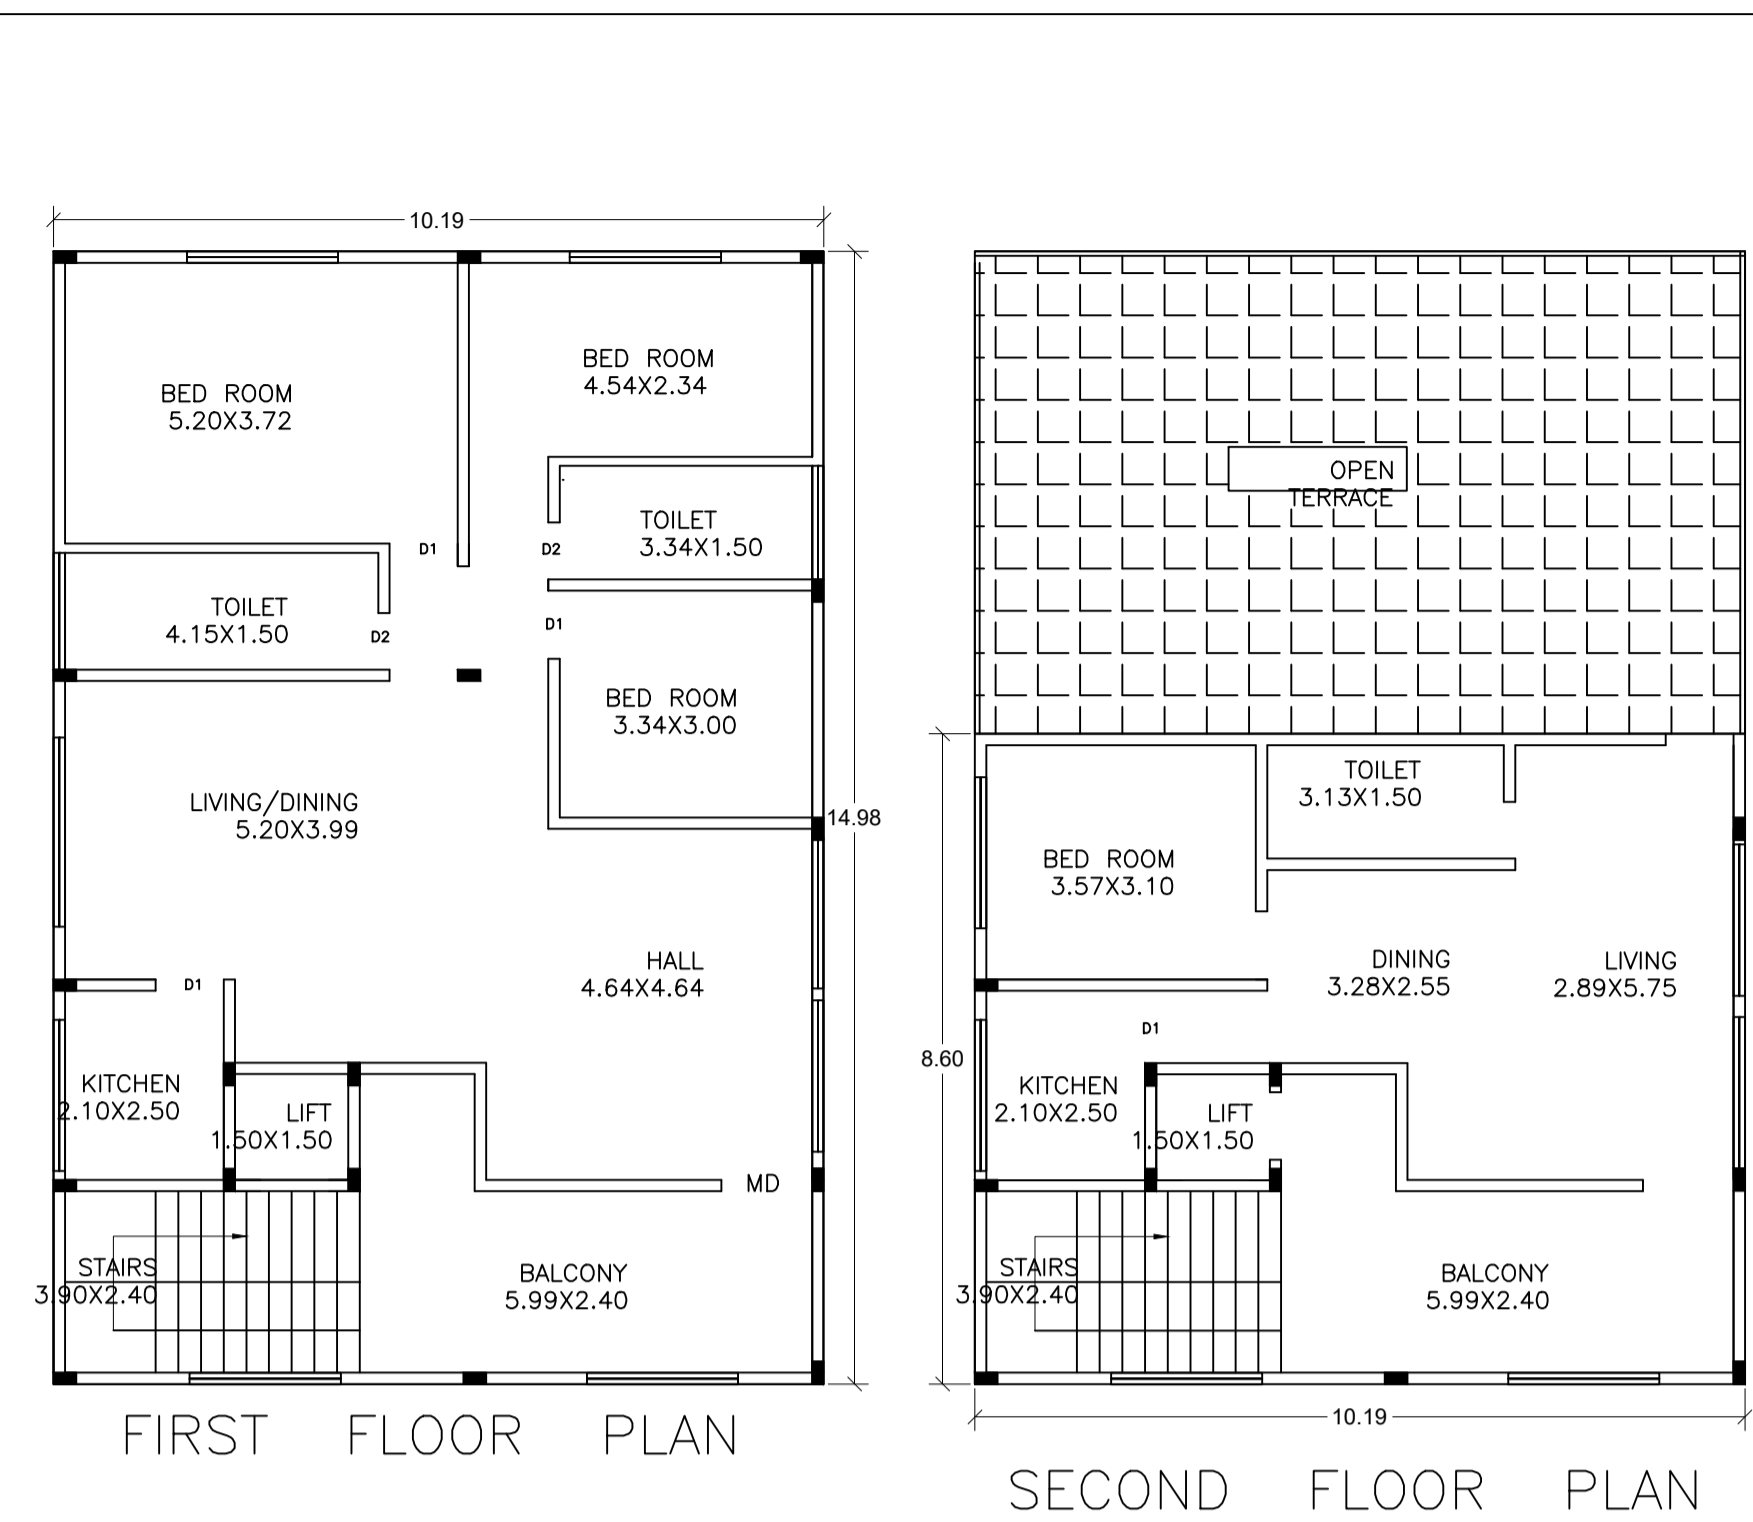 10.19
BED ROOM
5.20X3.72
BED ROOM
4.54X2.34
TOILET
3.34X1.50
D1
D2
TOILET
4.15X1.50
D2
D1
BED ROOM
3.34X3.00
LIVING/DINING
5.20X3.99
14.98
HALL
4.64X4.64
D1
KITCHEN
2.10X2.50
LIFT
1.50X1.50
MD
STAIRS
3.90X2.40
BALCONY
5.99X2.40
FIRST FLOOR PLAN
OPEN
TERRACE
TOILET
3.13X1.50
BED ROOM
3.57X3.10
DINING
3.28X2.55
LIVING
2.89X5.75
D1
8.60
KITCHEN
2.10X2.50
LIFT
1.50X1.50
STAIRS
3.90X2.40
BALCONY
5.99X2.40
10.19
SECOND FLOOR PLAN